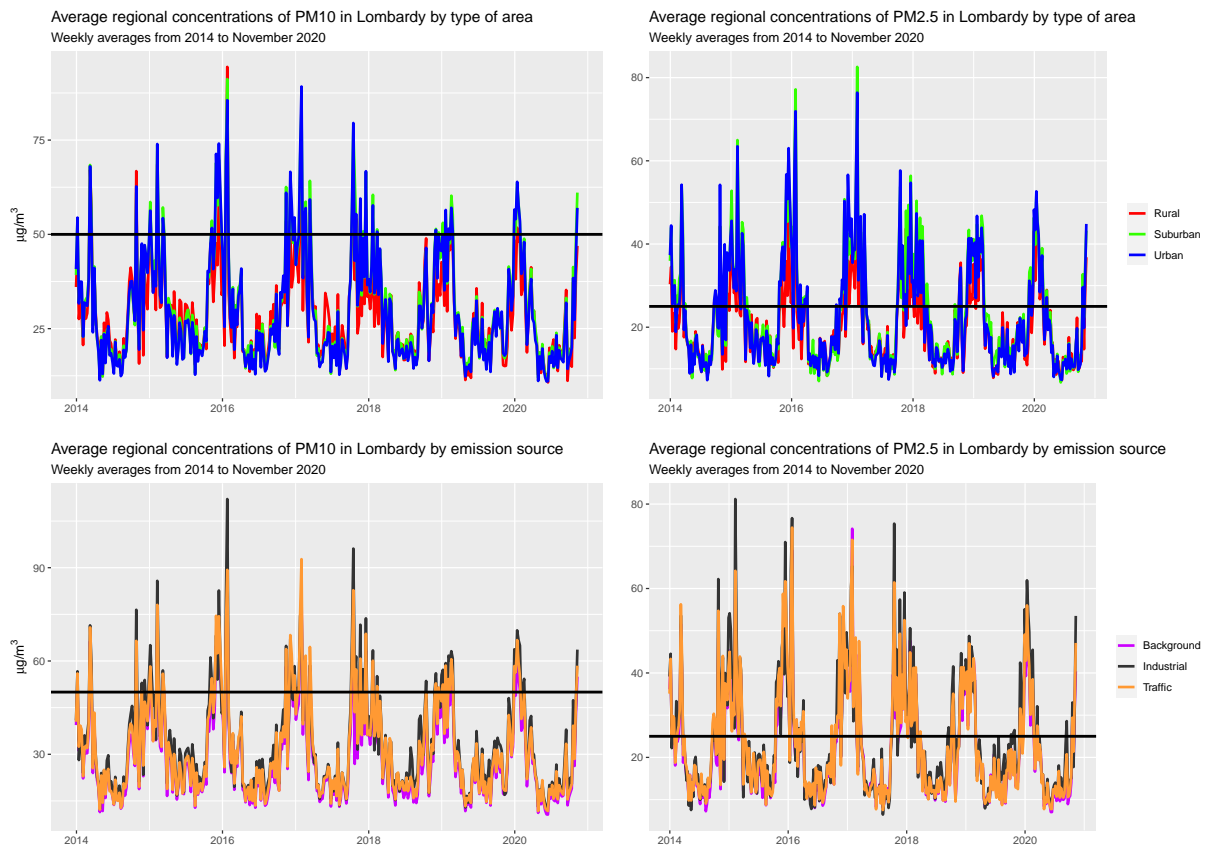 Average regional concentrations of PM10 in Lombardy by type of area
Weekly averages from 2014 to November 2020
µg/m³
75
50
25
2014
2016
2018
2020
Average regional concentrations of PM2.5 in Lombardy by type of area
Weekly averages from 2014 to November 2020
80
60
40
20
2014
2016
2018
2020
Rural
Suburban
Urban
Average regional concentrations of PM10 in Lombardy by emission source
Weekly averages from 2014 to November 2020
µg/m³
90
60
30
2014
2016
2018
2020
Average regional concentrations of PM2.5 in Lombardy by emission source
Weekly averages from 2014 to November 2020
80
60
40
20
2014
2016
2018
2020
Background
Industrial
Traffic